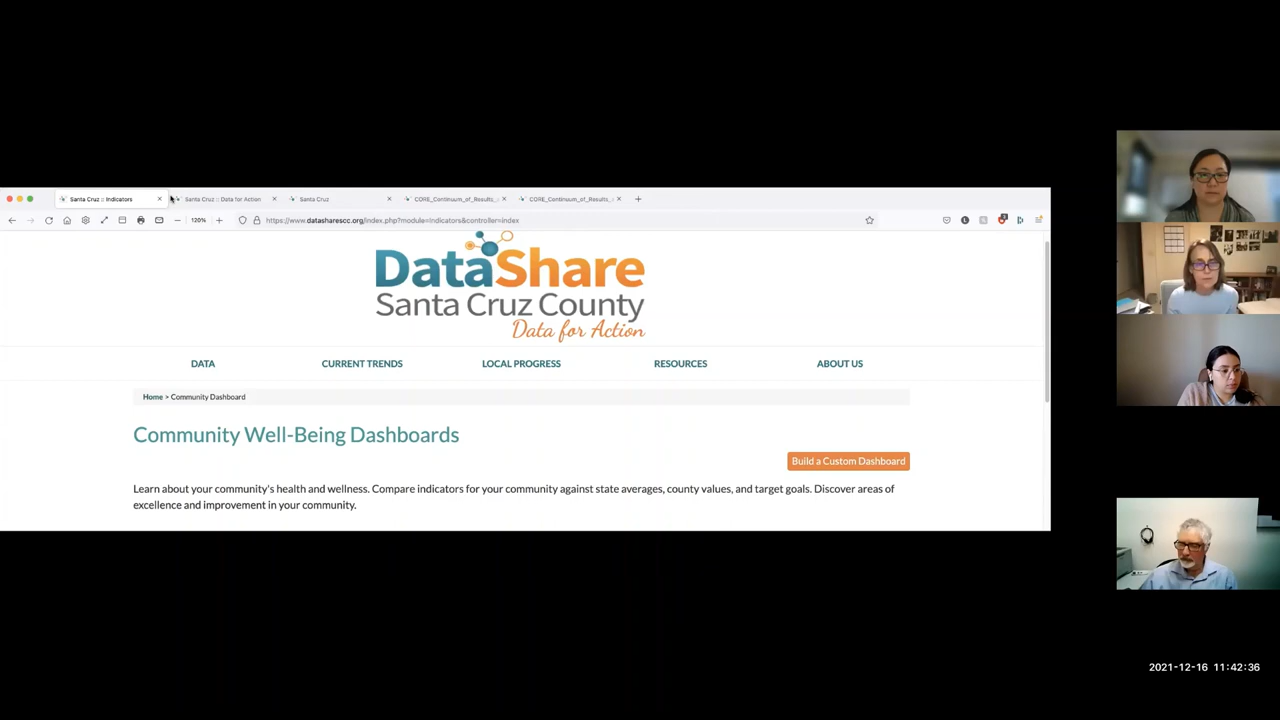 Santa Cruz :: Indicators
Santa Cruz :: Data for Action
Santa Cruz
CORE_Continuum_of_Results_
CORE_Continuum_of_Results_
120%
https://www.datasharescc.org/index.php?module=indicators&controller=index
DataShare
Santa Cruz County
Data for Action
DATA
CURRENT TRENDS
LOCAL PROGRESS
RESOURCES
ABOUT US
Home > Community Dashboard
Community Well-Being Dashboards
Build a Custom Dashboard
Learn about your community's health and wellness. Compare indicators for your community against state averages, county values, and target goals. Discover areas of
excellence and improvement in your community.
2021-12-16 11:42:36